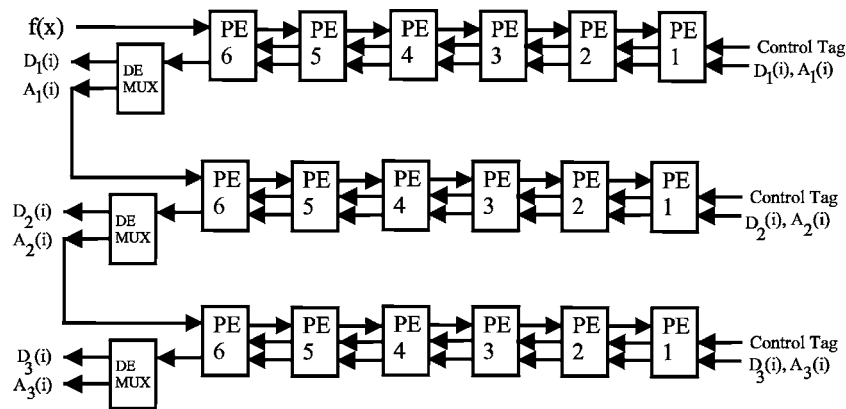 f(x) PE 6 PE 5 PE 4 PE 3 PE 2 PE 1 Control Tag
D1(i) DE MUX D1(i), A1(i)
A1(i)
PE 6 PE 5 PE 4 PE 3 PE 2 PE 1 Control Tag
D2(i) DE MUX D2(i), A2(i)
A2(i)
PE 6 PE 5 PE 4 PE 3 PE 2 PE 1 Control Tag
D3(i) DE MUX D3(i), A3(i)
A3(i)